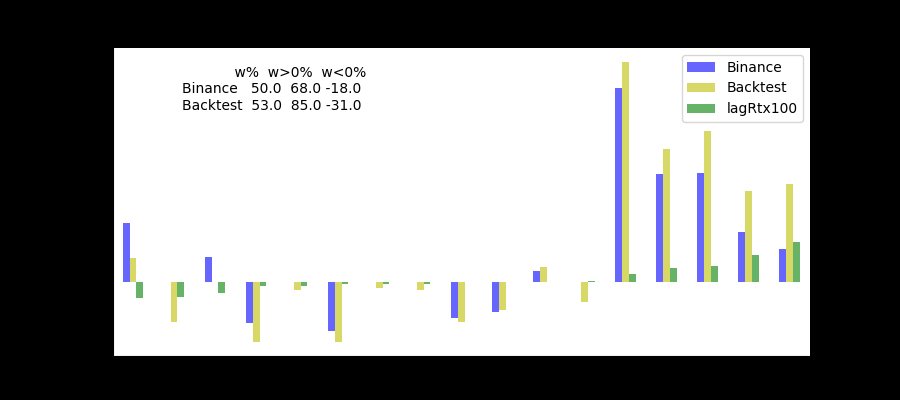 w% w>0% w<0%
Binance 50.0 68.0 -18.0
Backtest 53.0 85.0 -31.0
Binance
Backtest
lagRtx100